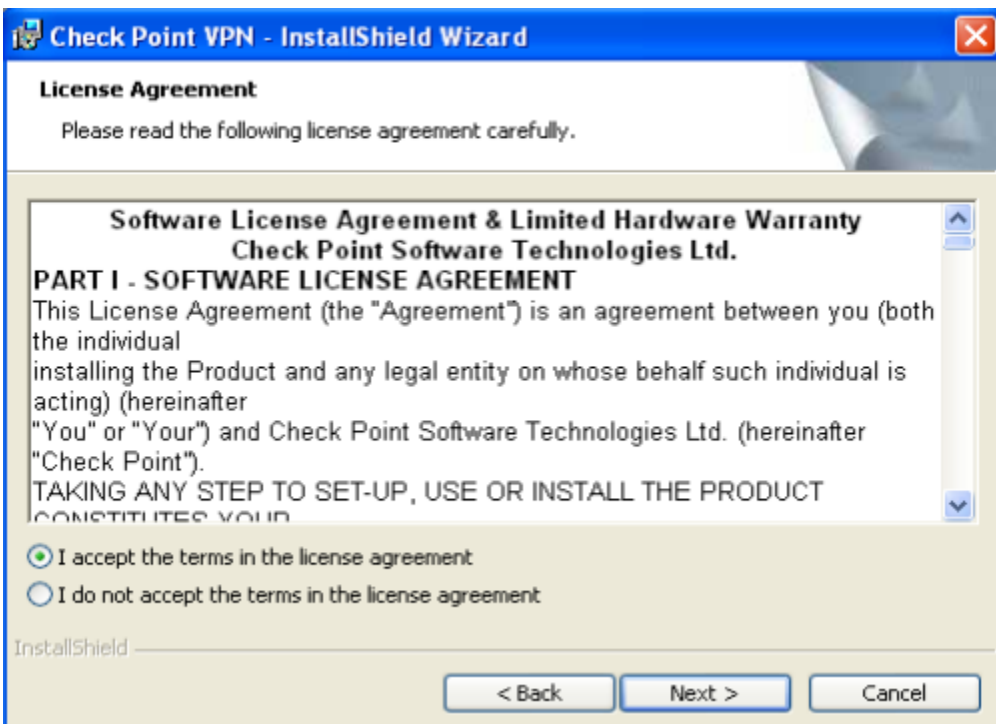 Check Point VPN - InstallShield Wizard
License Agreement
Please read the following license agreement carefully.
Software License Agreement & Limited Hardware Warranty
Check Point Software Technologies Ltd.
PART I - SOFTWARE LICENSE AGREEMENT
This License Agreement (the "Agreement") is an agreement between you (both
the individual
installing the Product and any legal entity on whose behalf such individual is
acting) (hereinafter
"You" or "Your") and Check Point Software Technologies Ltd. (hereinafter
"Check Point").
TAKING ANY STEP TO SET-UP, USE OR INSTALL THE PRODUCT
CONSTITUTES YOUR
I accept the terms in the license agreement
I do not accept the terms in the license agreement
InstallShield
< Back
Next >
Cancel